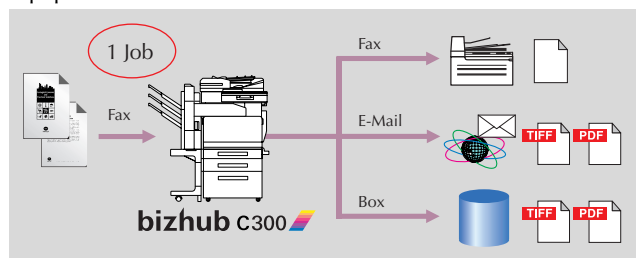 1 Job
Fax
bizhub C300
Fax
E-Mail
TIFF PDF
Box
TIFF PDF